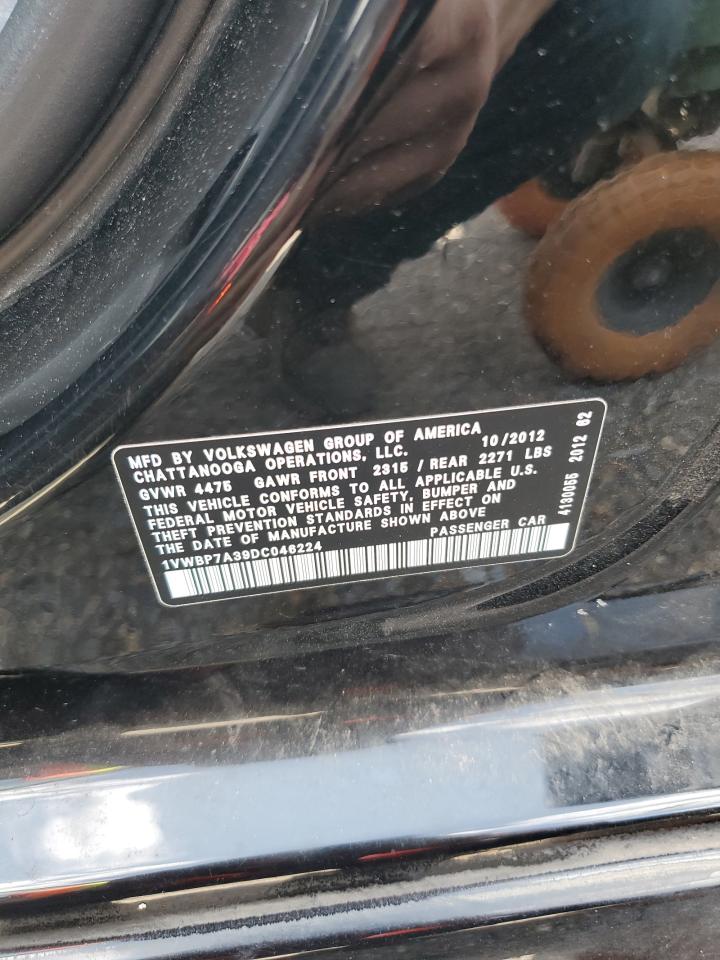 MFD BY VOLKSWAGEN GROUP OF AMERICA
CHATTANOOGA OPERATIONS, LLC. 10/2012
GVWR 4475 GAWR FRONT 2315 / REAR 2271 LBS
THIS VEHICLE CONFORMS TO ALL APPLICABLE U.S.
FEDERAL MOTOR VEHICLE SAFETY, BUMPER AND
THEFT PREVENTION STANDARDS IN EFFECT ON
THE DATE OF MANUFACTURE SHOWN ABOVE
1VWBP7A39DC046224 PASSENGER CAR
4130055 2012 62